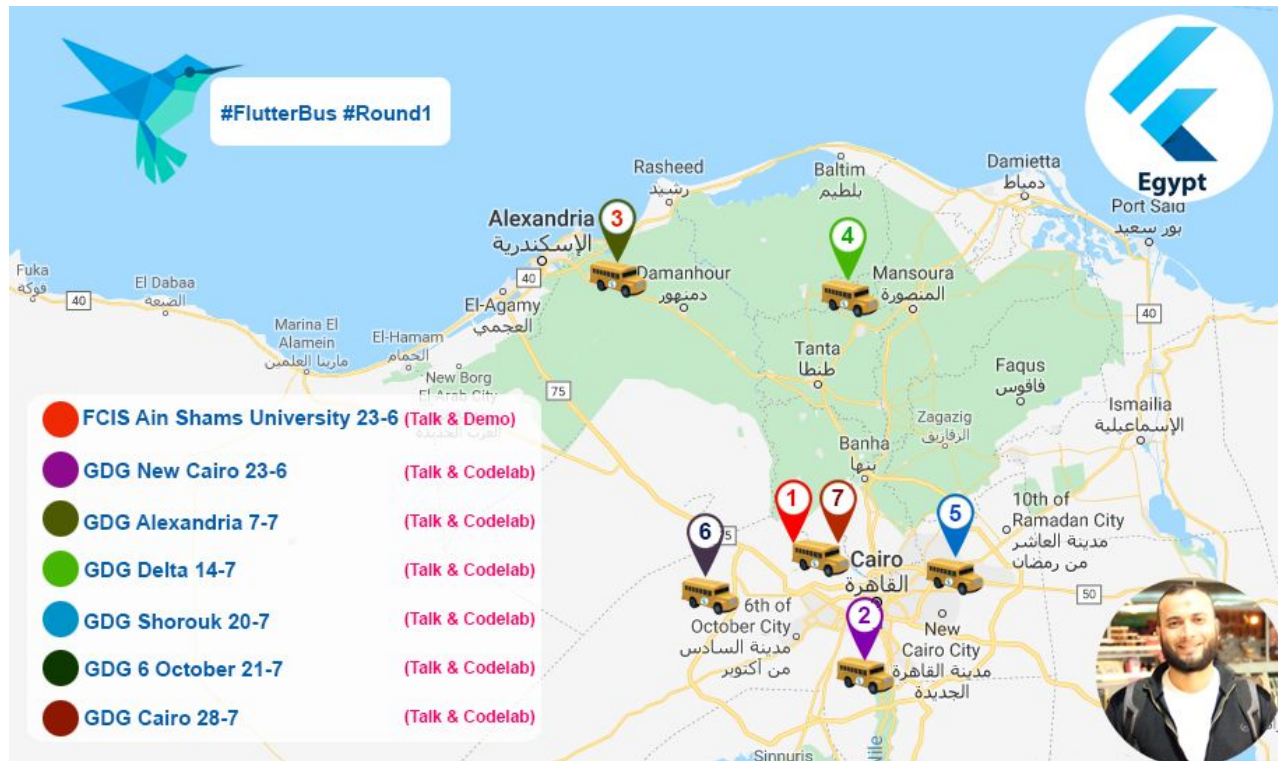 #FlutterBus #Round1
Egypt
Rasheed
رشيد
Baltim
بلطيم
Damietta
دمياط
Port Said
بور سعيد
Alexandria
الإسكندرية
3
4
Fuka
فوكة
40
El Dabaa
الضبعة
40
Damanhour
دمنهور
Mansoura
المنصورة
El-Agamy
العجمي
40
Marina El
Alamein
مارينا العلمين
El-Hamam
الحمام
New Borg
El Arab City
Tanta
طنطا
Faqus
فاقوس
75
Zagazig
الزقازيق
Ismailia
الإسماعيلية
Banha
بنها
FCIS Ain Shams University 23-6 (Talk & Demo)
GDG New Cairo 23-6 (Talk & Codelab)
GDG Alexandria 7-7 (Talk & Codelab)
GDG Delta 14-7 (Talk & Codelab)
GDG Shorouk 20-7 (Talk & Codelab)
GDG 6 October 21-7 (Talk & Codelab)
GDG Cairo 28-7 (Talk & Codelab)
1
7
5
6
2
10th of
Ramadan City
مدينة العاشر
من رمضان
Cairo
القاهرة
50
6th of
October City
مدينة السادس
من أكتوبر
New
Cairo City
مدينة القاهرة
الجديدة
Sinnuris
Nile